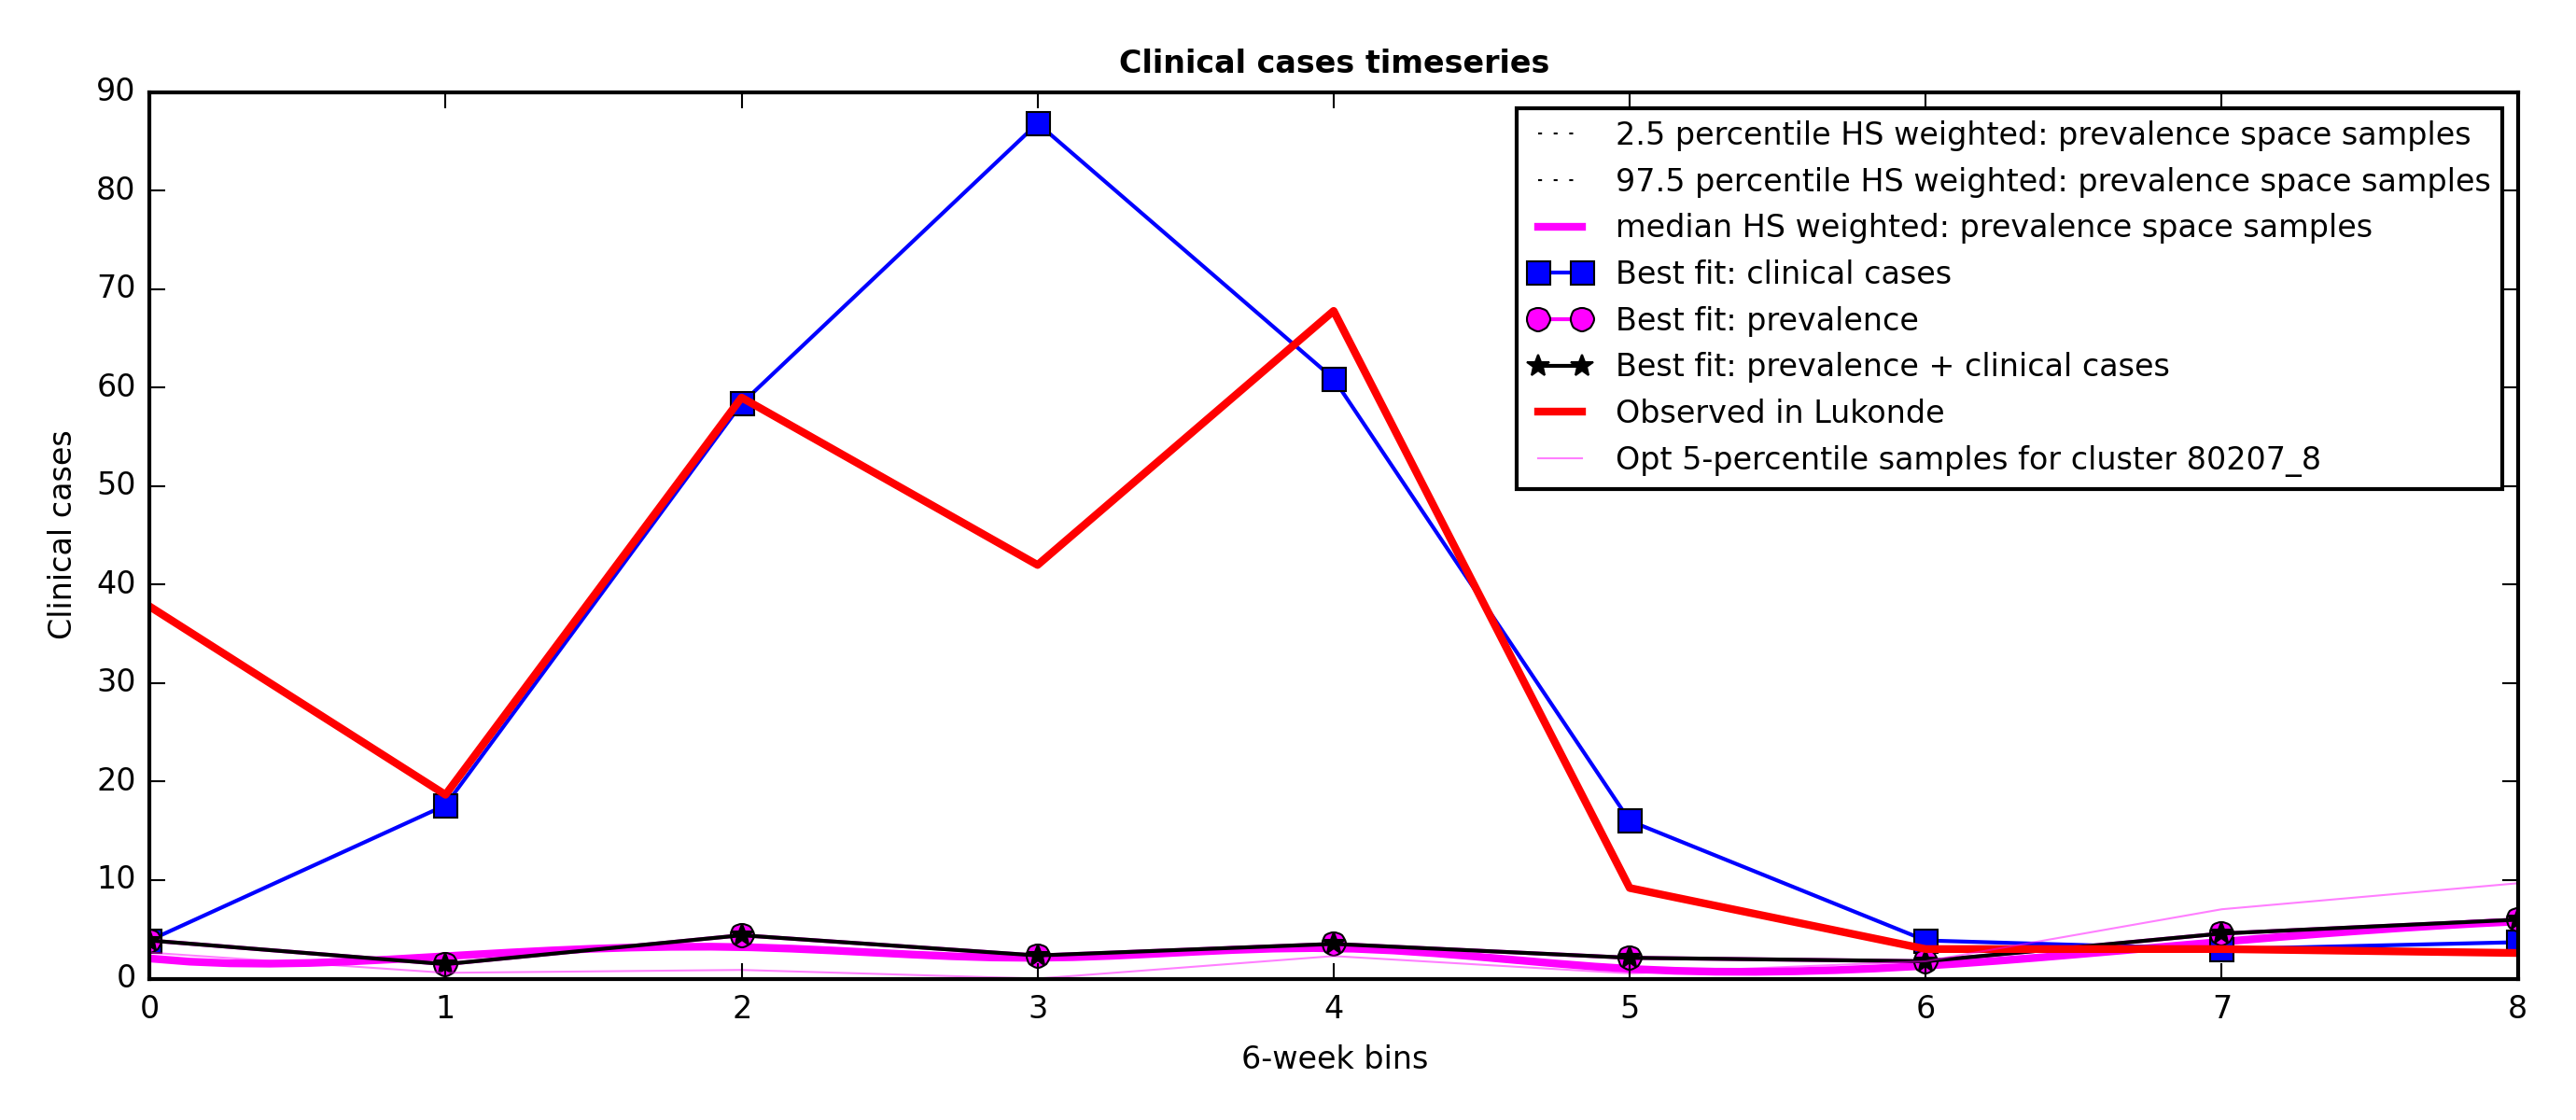 Clinical cases timeseries
90
80
70
60
50
40
30
20
10
0
Clinical cases
2.5 percentile HS weighted: prevalence space samples
97.5 percentile HS weighted: prevalence space samples
median HS weighted: prevalence space samples
Best fit: clinical cases
Best fit: prevalence
Best fit: prevalence + clinical cases
Observed in Lukonde
Opt 5-percentile samples for cluster 80207_8
0 1 2 3 4 5 6 7 8
6-week bins